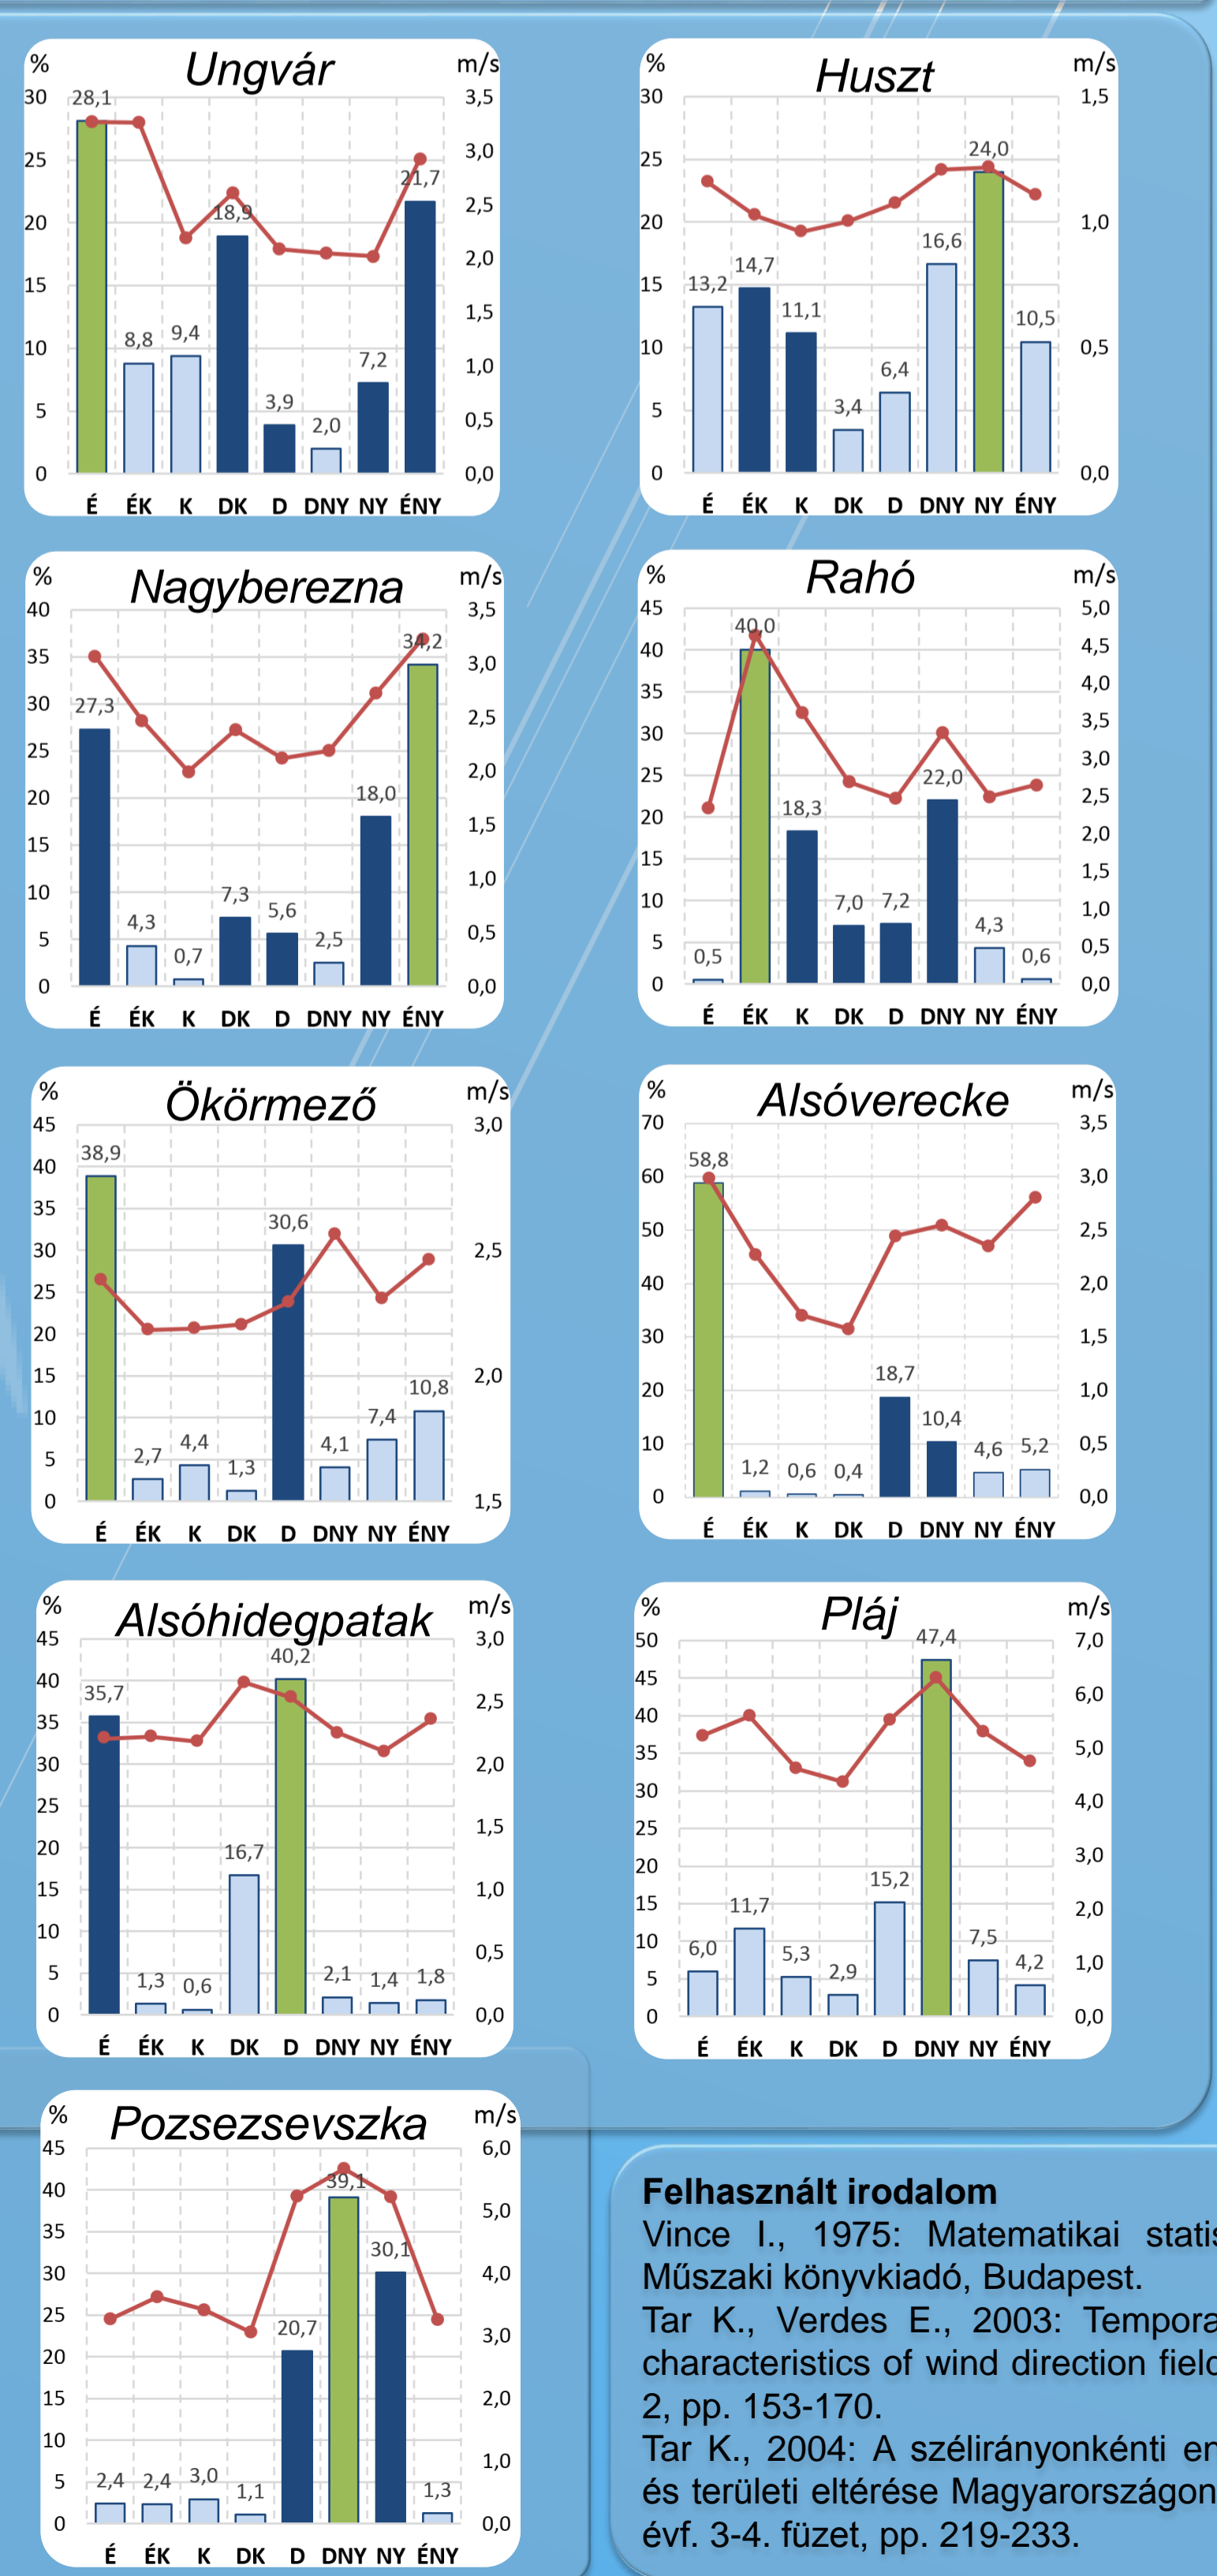 Ungvár
% m/s
30 25 20 15 10 5 0
28,1 8,8 9,4 18,9 3,9 2,0 7,2 21,7
3,5 3,0 2,5 2,0 1,5 1,0 0,5 0,0
É ÉK K DK D DNY NY ÉNY
Huszt
% m/s
30 25 20 15 10 5 0
13,2 14,7 11,1 3,4 6,4 16,6 24,0 10,5
1,5 1,0 0,5 0,0
É ÉK K DK D DNY NY ÉNY
Nagyberezna
% m/s
40 35 30 25 20 15 10 5 0
27,3 4,3 0,7 7,3 5,6 2,5 18,0 34,2
3,5 3,0 2,5 2,0 1,5 1,0 0,5 0,0
É ÉK K DK D DNY NY ÉNY
Rahó
% m/s
45 40 35 30 25 20 15 10 5 0
0,5 40,0 18,3 7,0 7,2 22,0 4,3 0,6
5,0 4,5 4,0 3,5 3,0 2,5 2,0 1,5 1,0 0,5 0,0
É ÉK K DK D DNY NY ÉNY
Ökörmező
% m/s
45 40 35 30 25 20 15 10 5 0
38,9 2,7 4,4 1,3 30,6 4,1 7,4 10,8
3,0 2,5 2,0 1,5
É ÉK K DK D DNY NY ÉNY
Alsóverecke
% m/s
70 60 50 40 30 20 10 0
58,8 1,2 0,6 0,4 18,7 10,4 4,6 5,2
3,5 3,0 2,5 2,0 1,5 1,0 0,5 0,0
É ÉK K DK D DNY NY ÉNY
Alsóhidegpatak
% m/s
45 40 35 30 25 20 15 10 5 0
35,7 1,3 0,6 16,7 40,2 2,1 1,4 1,8
3,0 2,5 2,0 1,5 1,0 0,5 0,0
É ÉK K DK D DNY NY ÉNY
Pláj
% m/s
50 45 40 35 30 25 20 15 10 5 0
6,0 11,7 5,3 2,9 15,2 47,4 7,5 4,2
7,0 6,0 5,0 4,0 3,0 2,0 1,0 0,0
É ÉK K DK D DNY NY ÉNY
Pozsezsevszka
% m/s
45 40 35 30 25 20 15 10 5 0
2,4 2,4 3,0 1,1 20,7 39,1 30,1 1,3
6,0 5,0 4,0 3,0 2,0 1,0 0,0
É ÉK K DK D DNY NY ÉNY
Felhasznált irodalom
Vince I., 1975: Matematikai statis
Műszaki könyvkiadó, Budapest.
Tar K., Verdes E., 2003: Tempora
characteristics of wind direction field
2, pp. 153-170.
Tar K., 2004: A szélirányonkénti en
és területi eltérése Magyarországon
évf. 3-4. füzet, pp. 219-233.